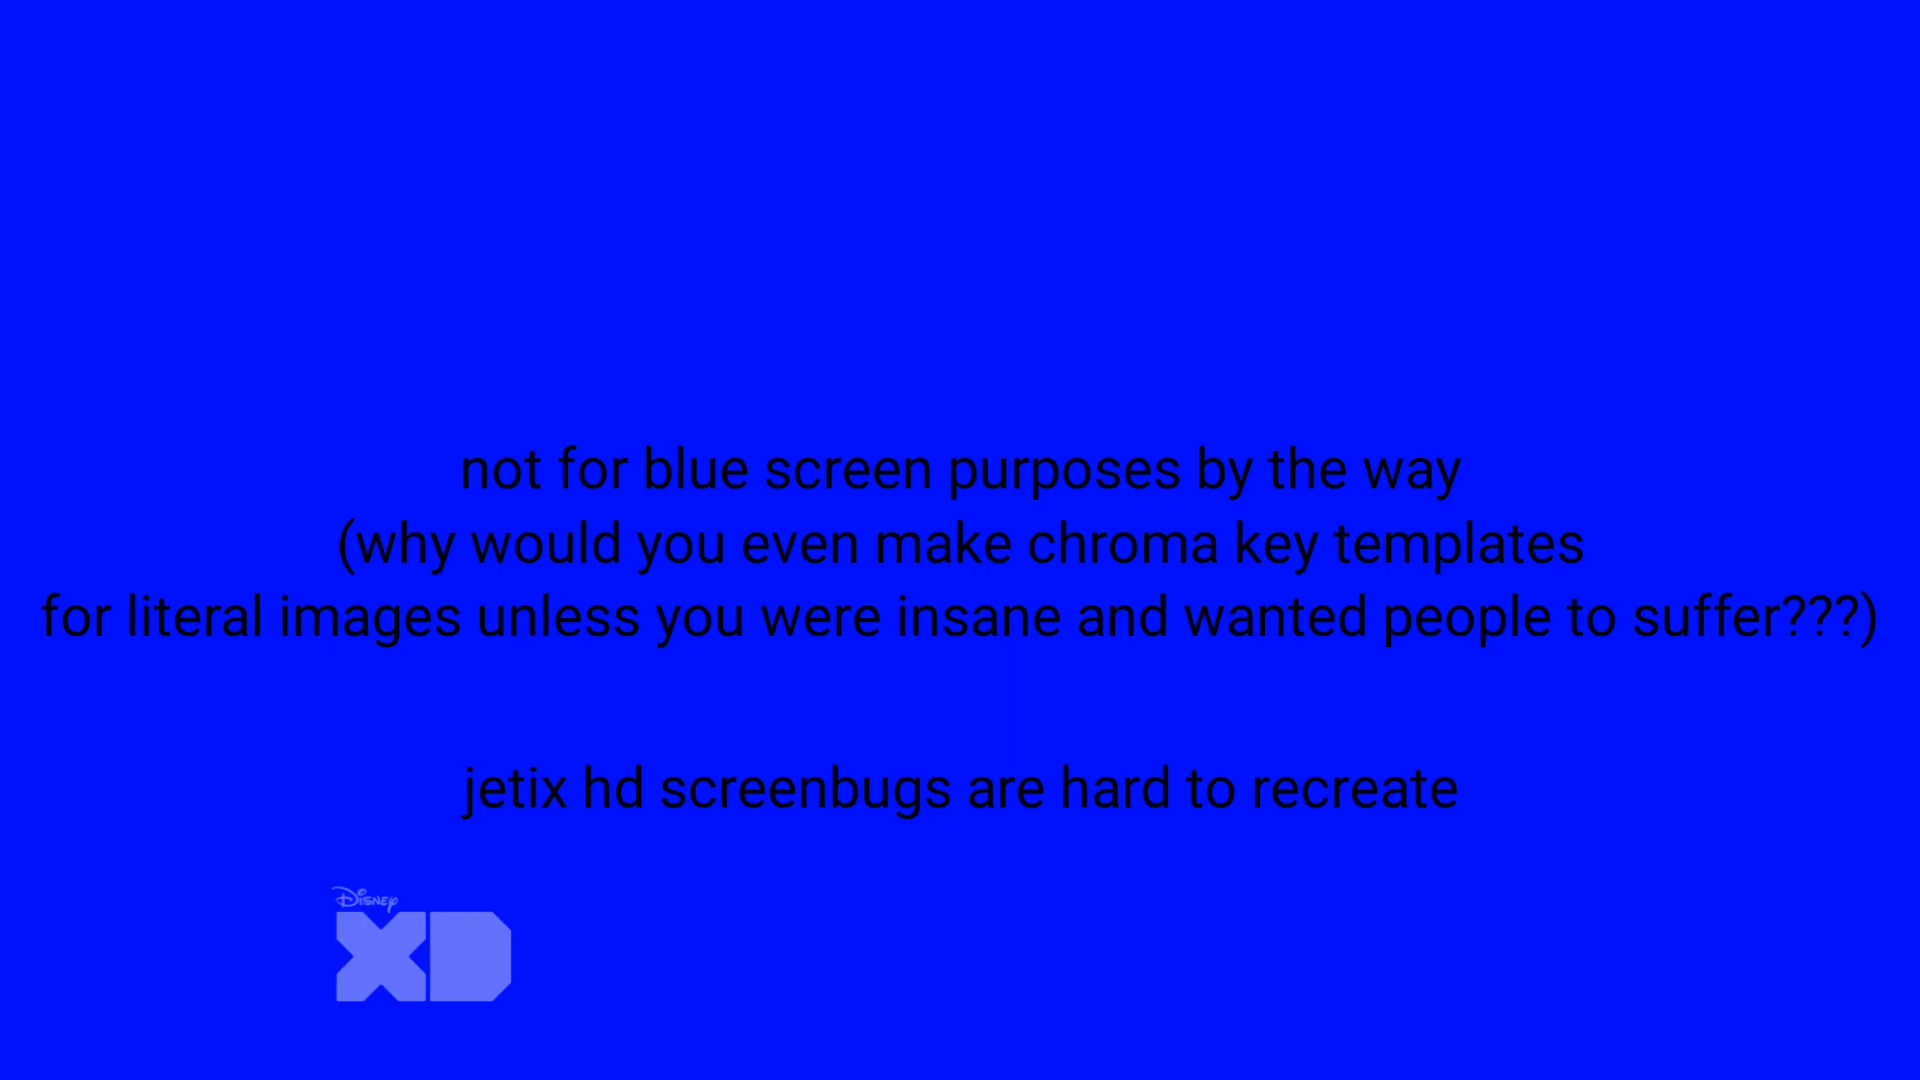 not for blue screen purposes by the way
(why would you even make chroma key templates
for literal images unless you were insane and wanted people to suffer???)
jetix hd screenbugs are hard to recreate
Disney
XD